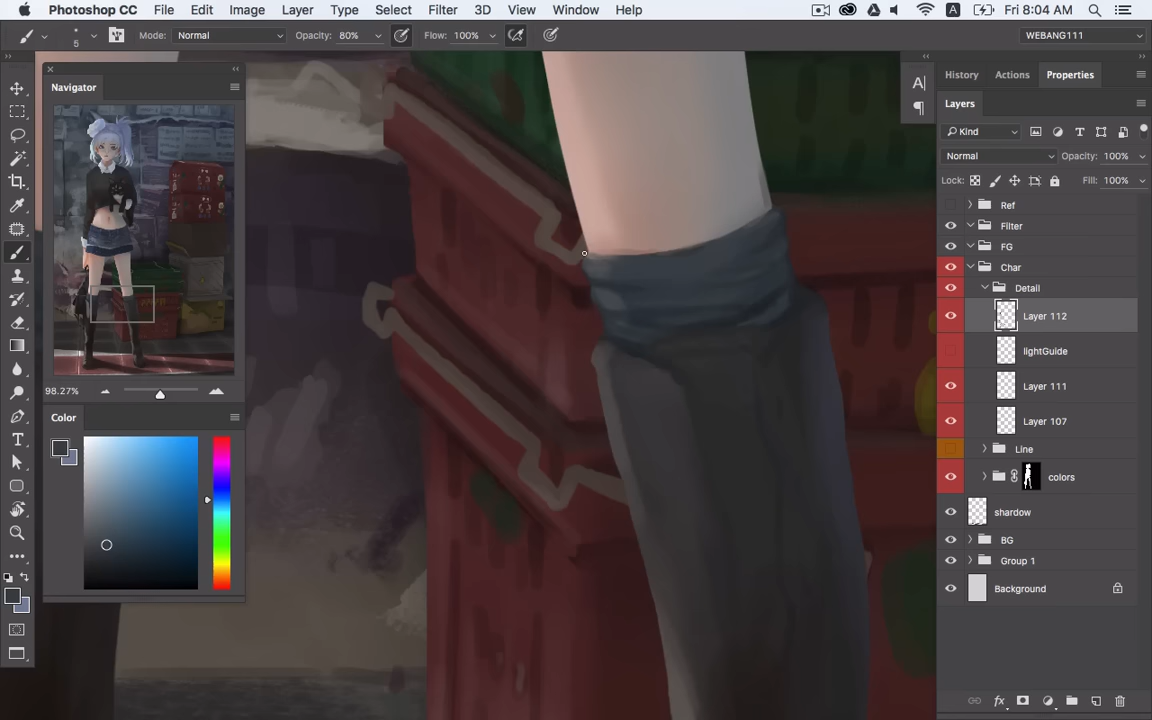 Photoshop CC File Edit Image Layer Type Select Filter 3D View Window Help A Fri 8:04 AM
5 Mode: Normal Opacity: 80% Flow: 100% WEBANG111
Navigator
98.27%
Color
A
History Actions Properties
Layers
Kind T
Normal Opacity: 100%
Lock: Fill: 100%
Ref
Filter
FG
Char
Detail
Layer 112
lightGuide
Layer 111
Layer 107
Line
colors
shardow
BG
Group 1
Background
fx